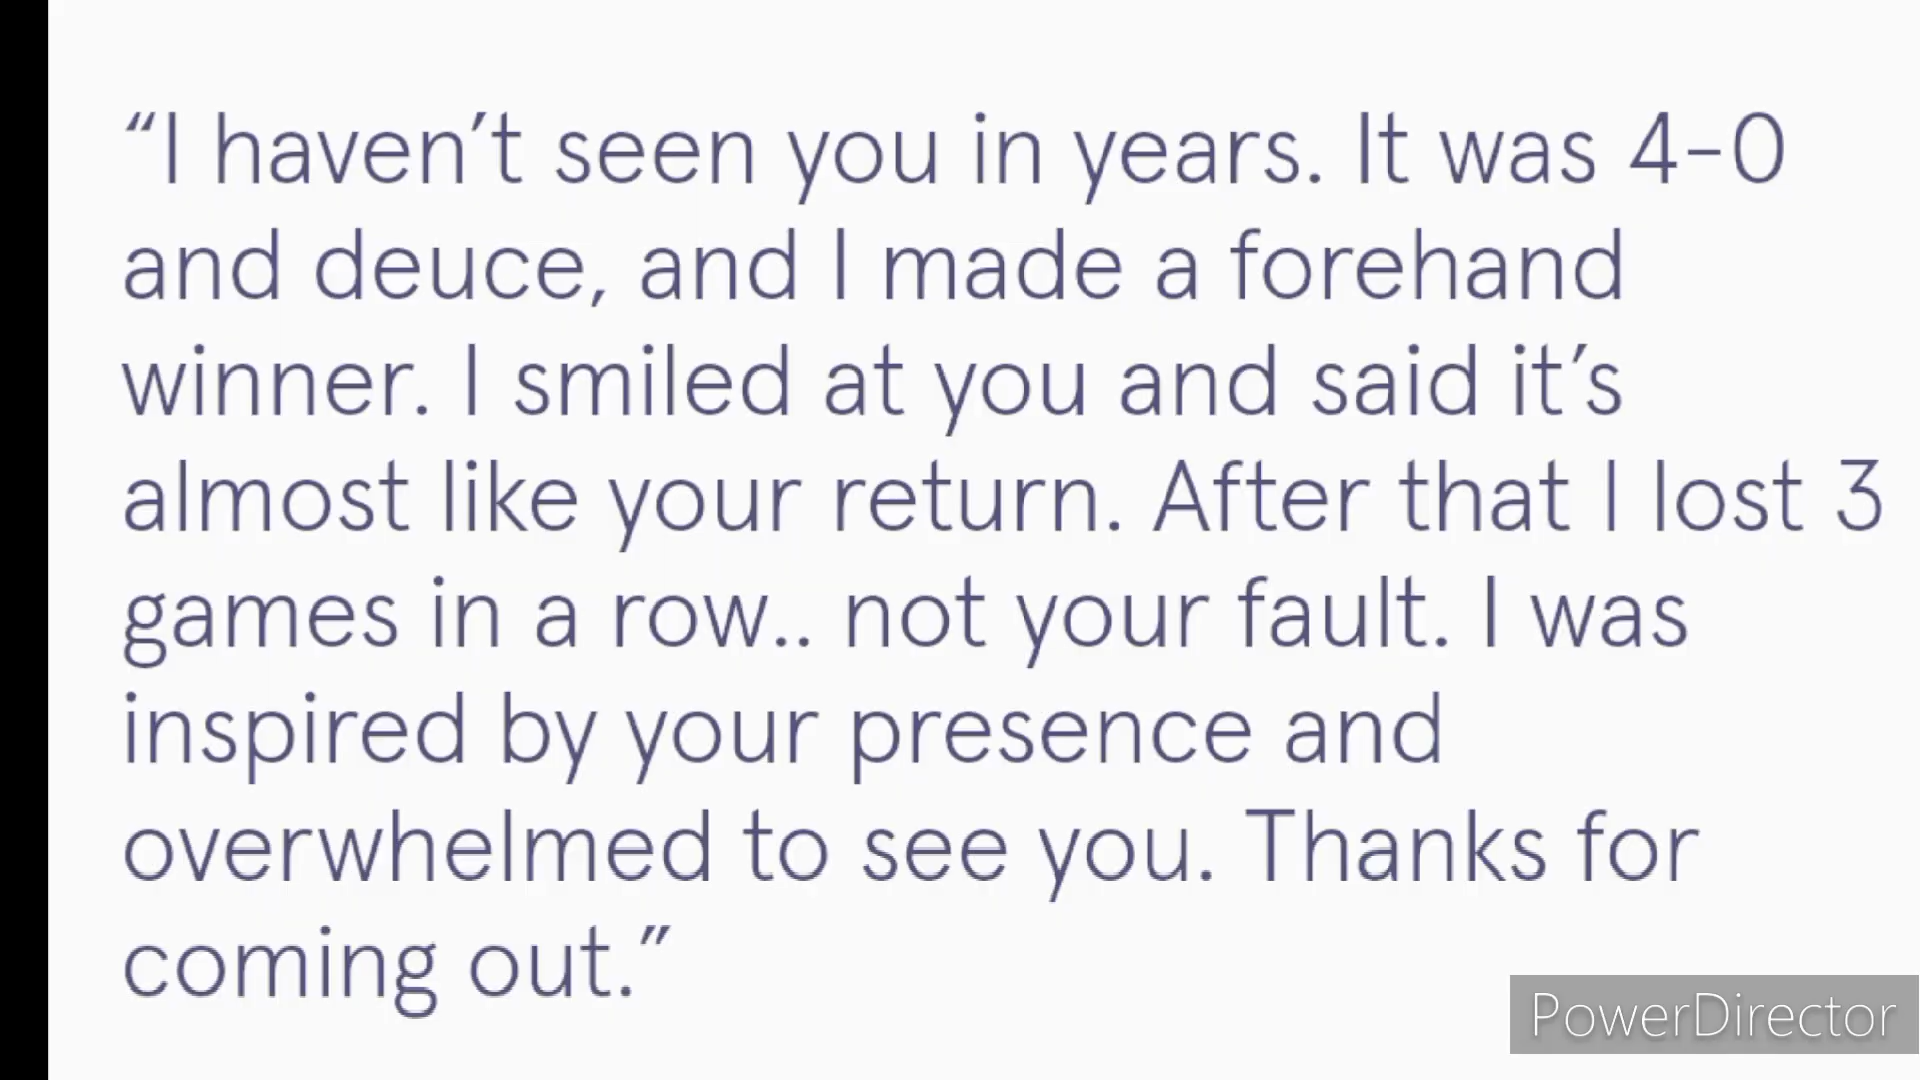 “I haven’t seen you in years. It was 4-0
and deuce, and I made a forehand
winner. I smiled at you and said it’s
almost like your return. After that I lost 3
games in a row.. not your fault. I was
inspired by your presence and
overwhelmed to see you. Thanks for
coming out.”
PowerDirector